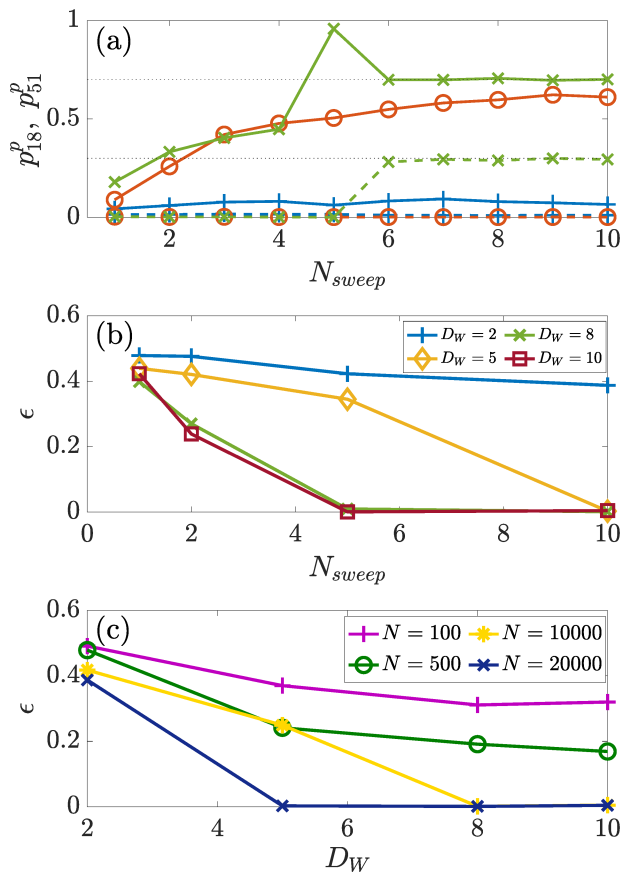 (a)
1
0.5
0
p^p_18, p^p_51
2 4 6 8 10
N_sweep
(b)
0.6
0.4
0.2
0
ϵ
D_W = 2 D_W = 8
D_W = 5 D_W = 10
0 2 4 6 8 10
N_sweep
(c)
0.6
0.4
0.2
0
ϵ
N = 100 N = 10000
N = 500 N = 20000
2 4 6 8 10
D_W